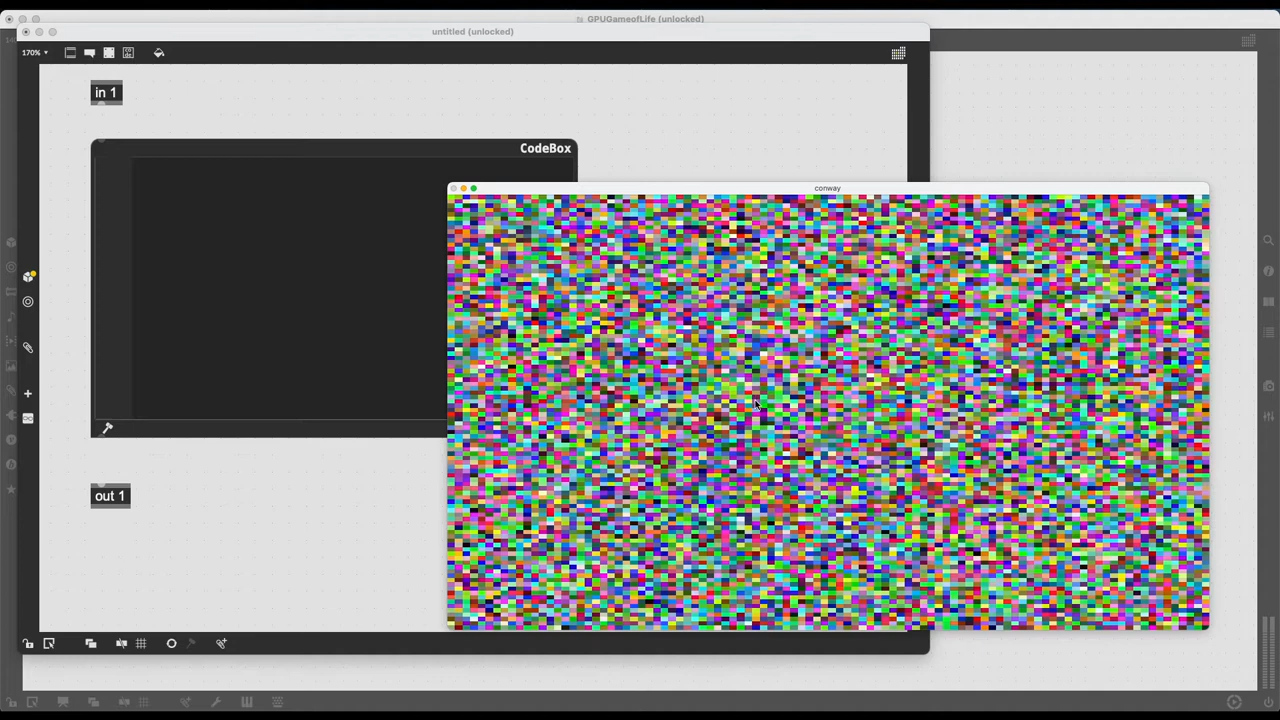 GPUGameofLife (unlocked)
untitled (unlocked)
170%
in 1
CodeBox
conway
out 1